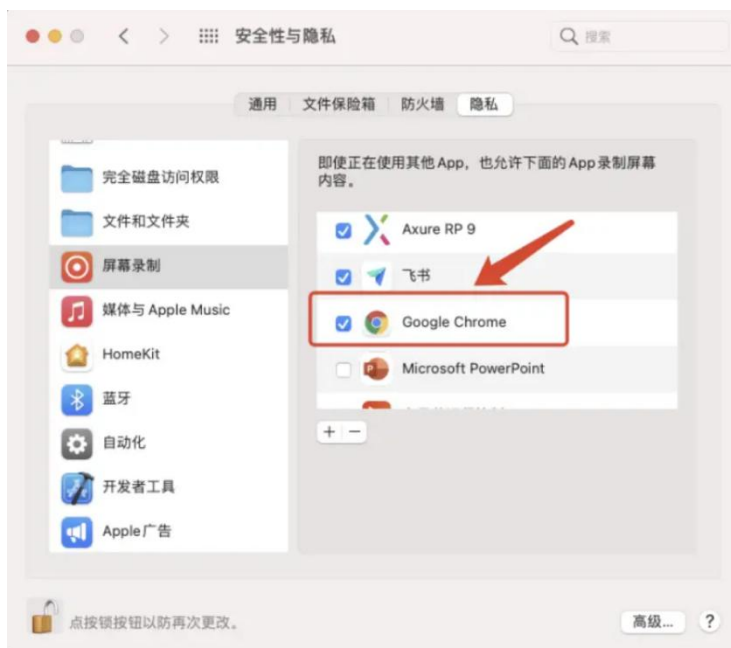 安全性与隐私
搜索
通用 文件保险箱 防火墙 隐私
完全磁盘访问权限
文件和文件夹
屏幕录制
媒体与 Apple Music
HomeKit
蓝牙
自动化
开发者工具
Apple广告
即使正在使用其他 App，也允许下面的 App 录制屏幕
内容。
Axure RP 9
飞书
Google Chrome
Microsoft PowerPoint
点按锁按钮以防再次更改。
高级... ?